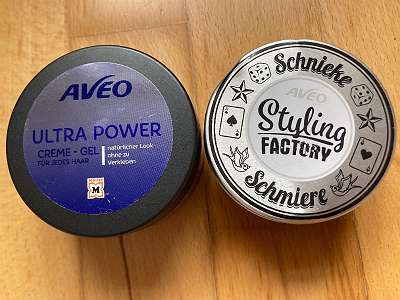 AVEO
ULTRA POWER
CREME - GEL
FÜR JEDES HAAR
natürlicher Look
ohne zu
Verkleben
M
Schnieke
AVEO
Styling
FACTORY
Schmiere